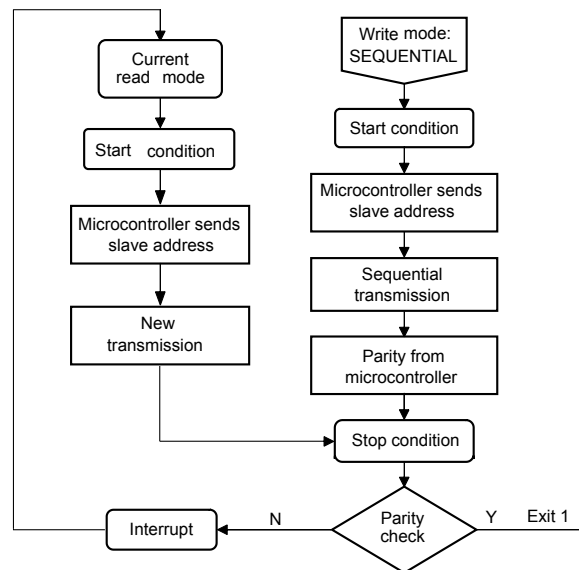 Current
read mode
Start condition
Microcontroller sends
slave address
New
transmission
Write mode:
SEQUENTIAL
Start condition
Microcontroller sends
slave address
Sequential
transmission
Parity from
microcontroller
Stop condition
Parity
check
N
Interrupt
Y
Exit 1